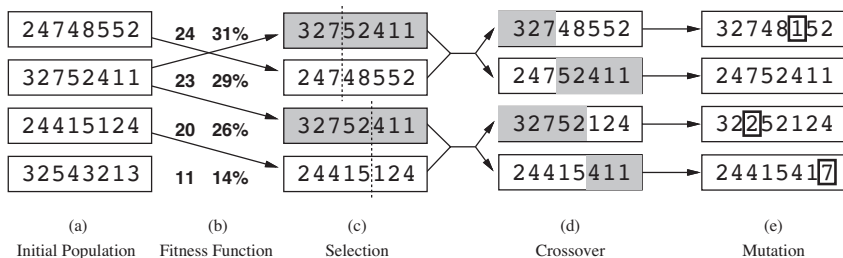 24748552 24 31% 32752411 32748552 32748152
32752411 23 29% 24748552 24752411 24752411
24415124 20 26% 32752411 32752124 32252124
32543213 11 14% 24415124 24415411 24415417
(a) (b) (c) (d) (e)
Initial Population Fitness Function Selection Crossover Mutation